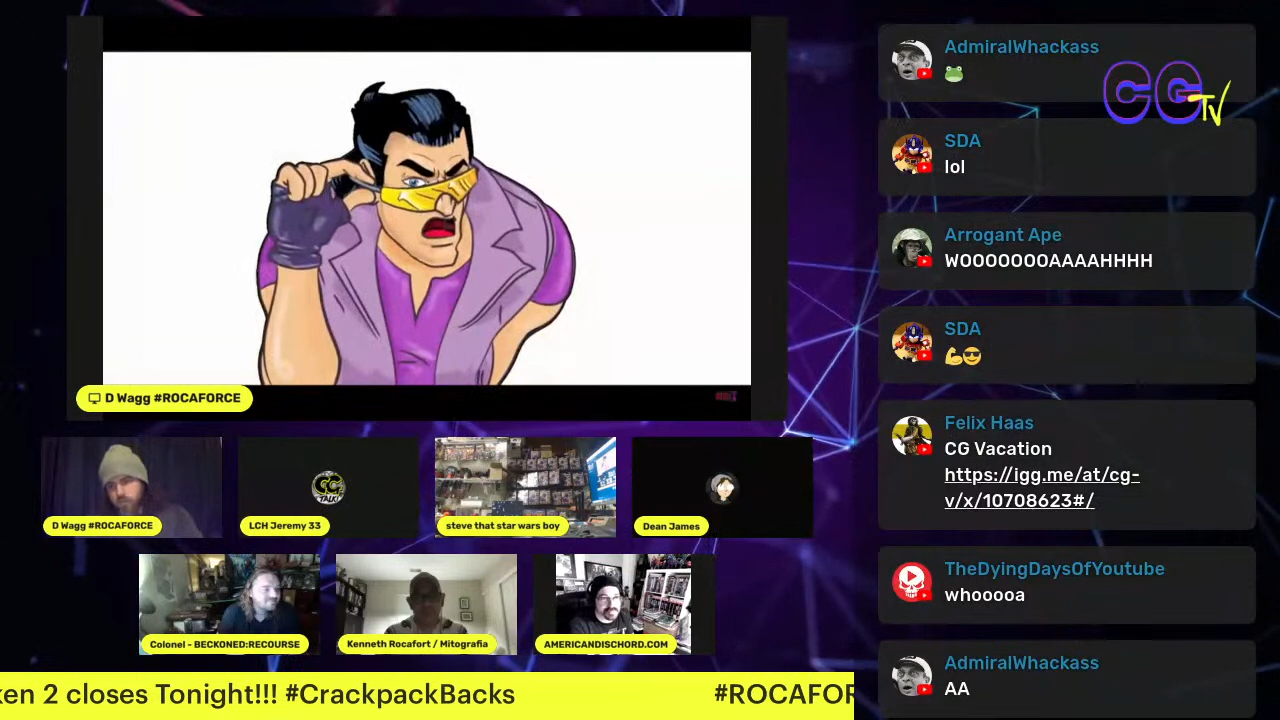 AdmiralWhackass
CG TV
SDA
lol
Arrogant Ape
WOOOOOOOAAAAHHHH
SDA
Felix Haas
CG Vacation
https://igg.me/at/cg-
v/x/10708623#/
TheDyingDaysOfYoutube
whooooa
AdmiralWhackass
AA
D Wagg #ROCAFORCE
D Wagg #ROCAFORCE
CG
TALK!
LCH Jeremy 33
steve that star wars boy
Dean James
Colonel - BECKONED:RECOURSE
Kenneth Rocafort / Mitografia
AMERICANDISCHORD.COM
ken 2 closes Tonight!!! #CrackpackBacks
#ROCAFOR